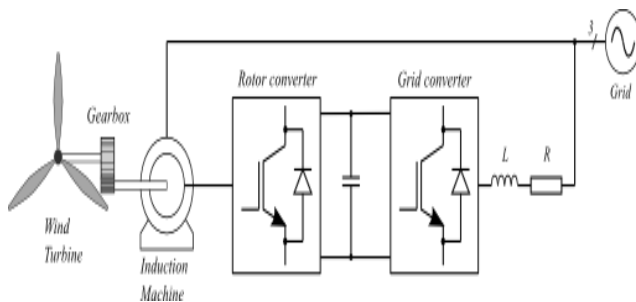 3
Grid
Rotor converter
Grid converter
Gearbox
L
R
Wind
Turbine
Induction
Machine